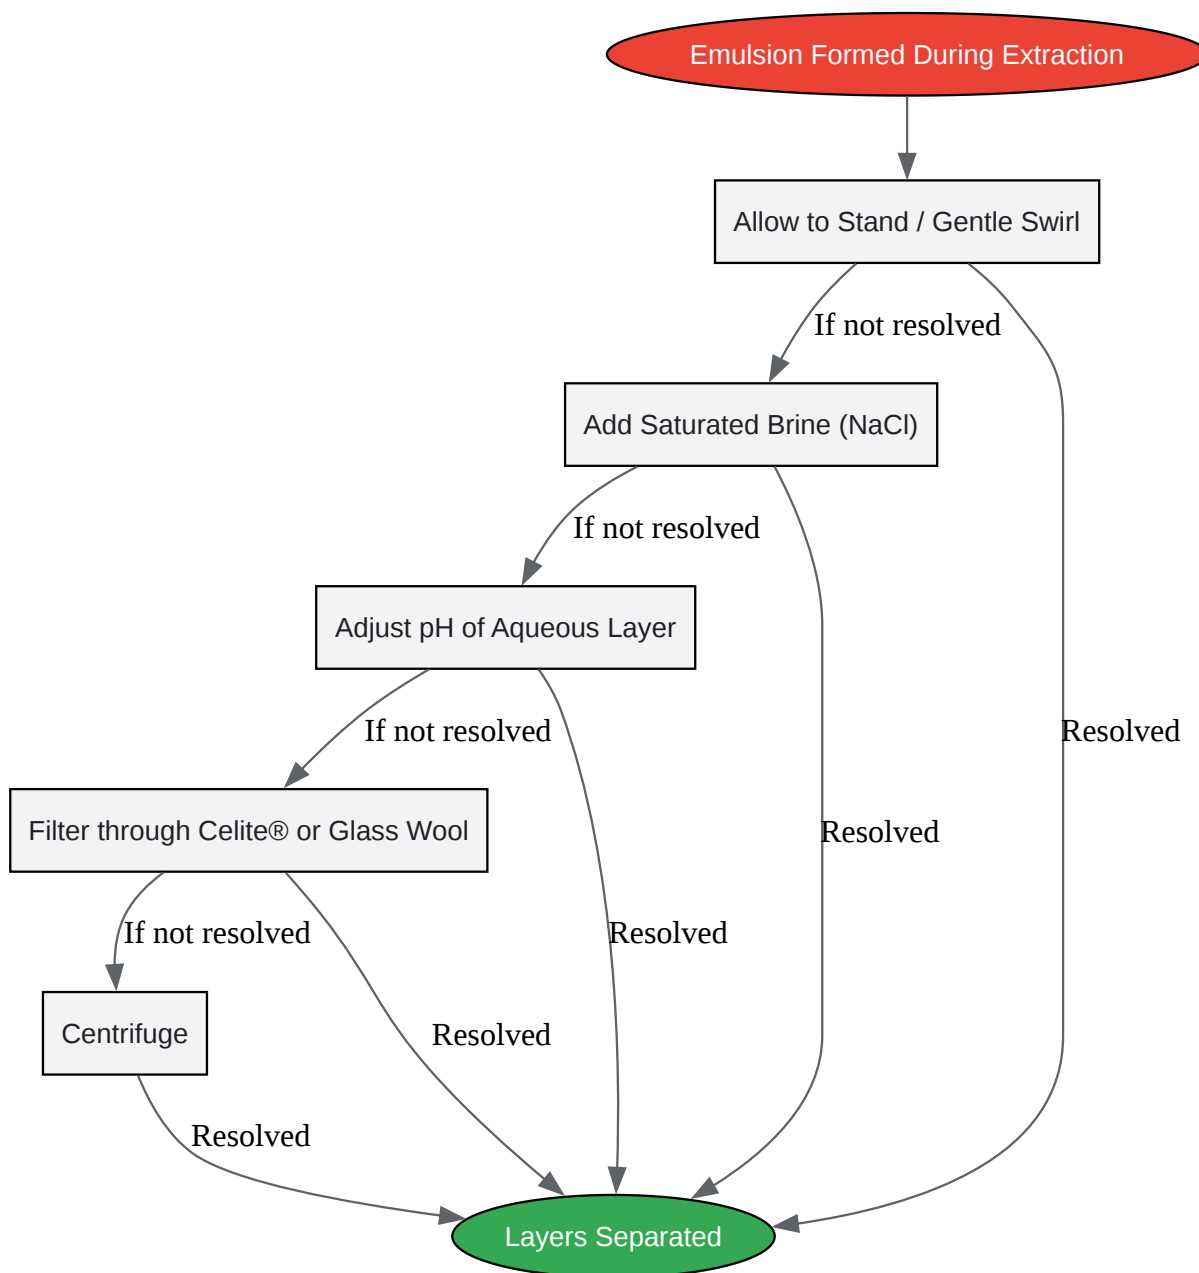 Emulsion Formed During Extraction
Allow to Stand / Gentle Swirl
If not resolved
Add Saturated Brine (NaCl)
If not resolved
Adjust pH of Aqueous Layer
If not resolved
Resolved
Filter through Celite® or Glass Wool
Resolved
If not resolved
Resolved
Centrifuge
Resolved
Resolved
Layers Separated